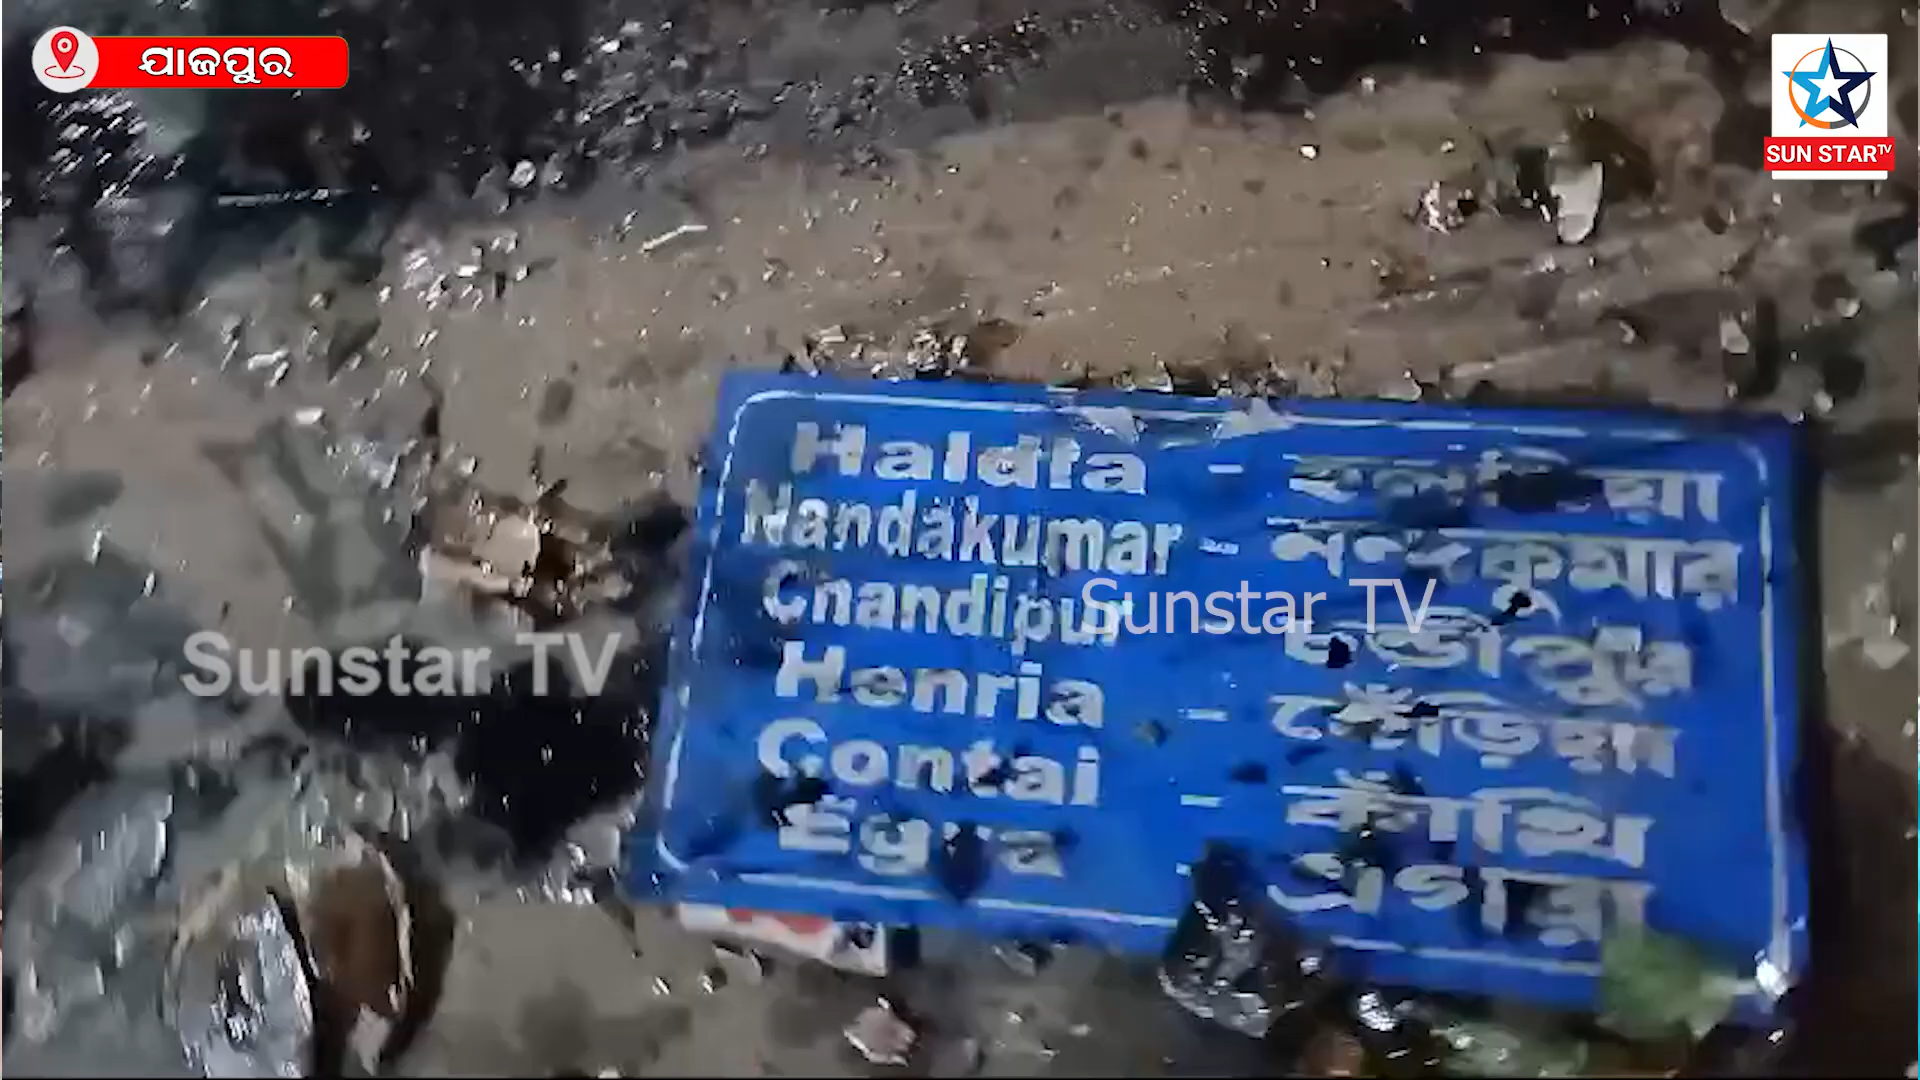 ଯାଜପୁର
SUN STAR TV
Haldia - হলদিয়া
Nandakumar - নন্দকুমার
Chandipur - চন্ডীপুর
Henria - হেঁড়িয়া
Contai - কাঁথি
Egra - এগরা
Sunstar TV
Sunstar TV